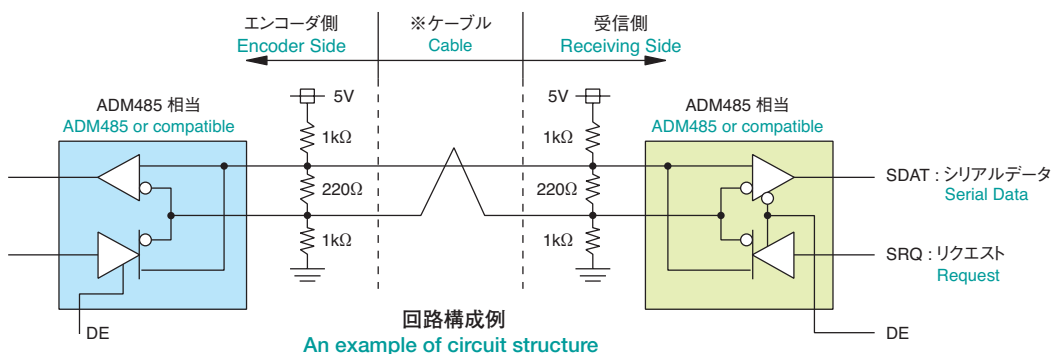 エンコーダ側
Encoder Side
※ケーブル
Cable
受信側
Receiving Side
ADM485 相当
ADM485 or compatible
5V
1kΩ
220Ω
1kΩ
DE
5V
1kΩ
220Ω
1kΩ
ADM485 相当
ADM485 or compatible
SDAT : シリアルデータ
Serial Data
SRQ : リクエスト
Request
DE
回路構成例
An example of circuit structure